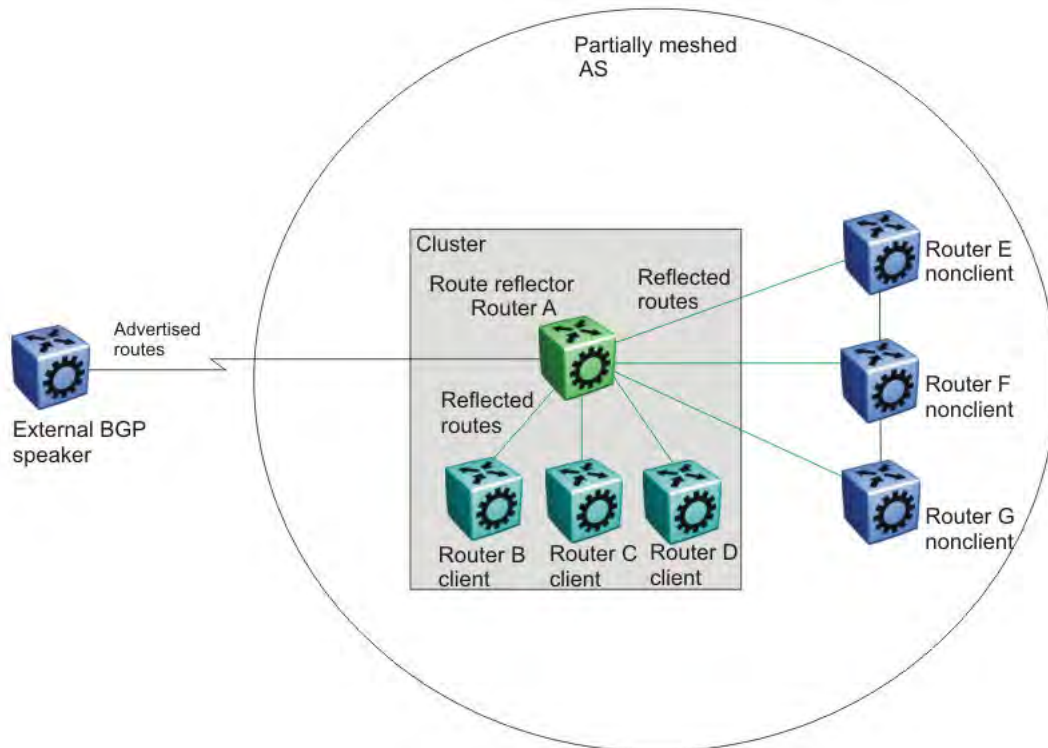 Partially meshed
AS
Cluster
Route reflector
Router A
Reflected
routes
Router E
nonclient
Advertised
routes
External BGP
speaker
Reflected
routes
Router F
nonclient
Router B
client
Router C
client
Router D
client
Router G
nonclient